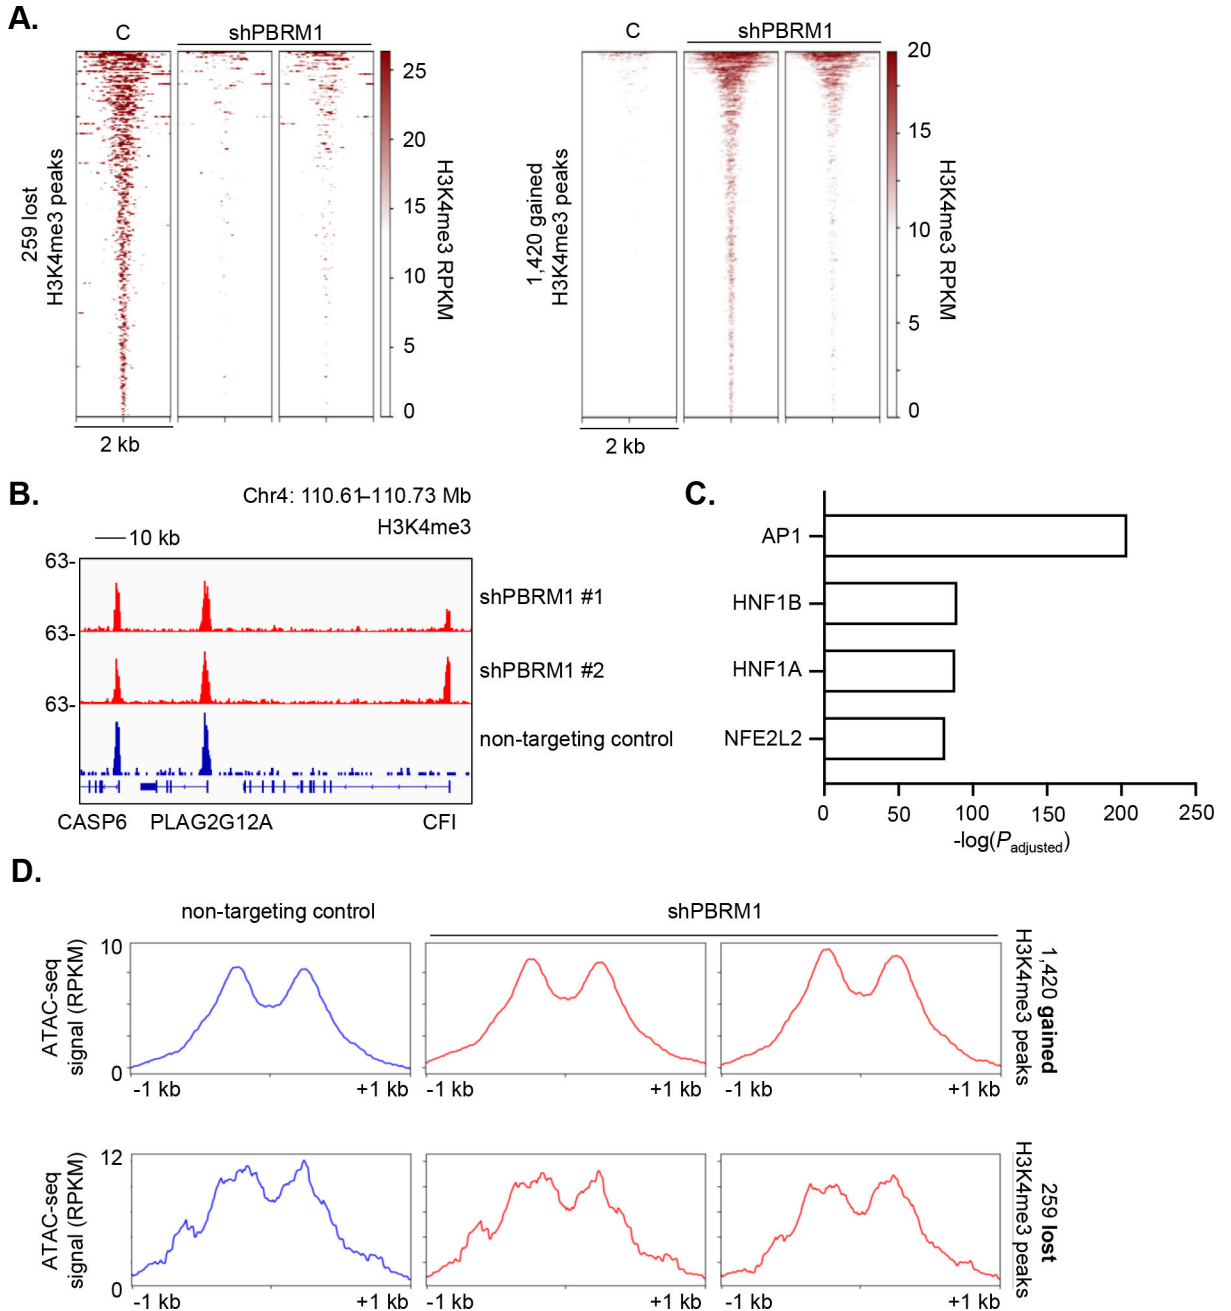 A.
C
shPBRM1
259 lost
H3K4me3 peaks
25
20
15
10
5
0
H3K4me3 RPKM
2 kb
C
shPBRM1
1,420 gained
H3K4me3 peaks
20
15
10
5
0
H3K4me3 RPKM
2 kb
B.
Chr4: 110.61–110.73 Mb
H3K4me3
10 kb
63-
63-
63-
shPBRM1 #1
shPBRM1 #2
non-targeting control
CASP6
PLAG2G12A
CFI
C.
AP1
HNF1B
HNF1A
NFE2L2
0
50
100
150
200
250
-log(Padjusted)
D.
non-targeting control
shPBRM1
ATAC-seq
signal (RPKM)
10
0
-1 kb
+1 kb
-1 kb
+1 kb
-1 kb
+1 kb
1,420 gained
H3K4me3 peaks
ATAC-seq
signal (RPKM)
12
0
-1 kb
+1 kb
-1 kb
+1 kb
-1 kb
+1 kb
259 lost
H3K4me3 peaks